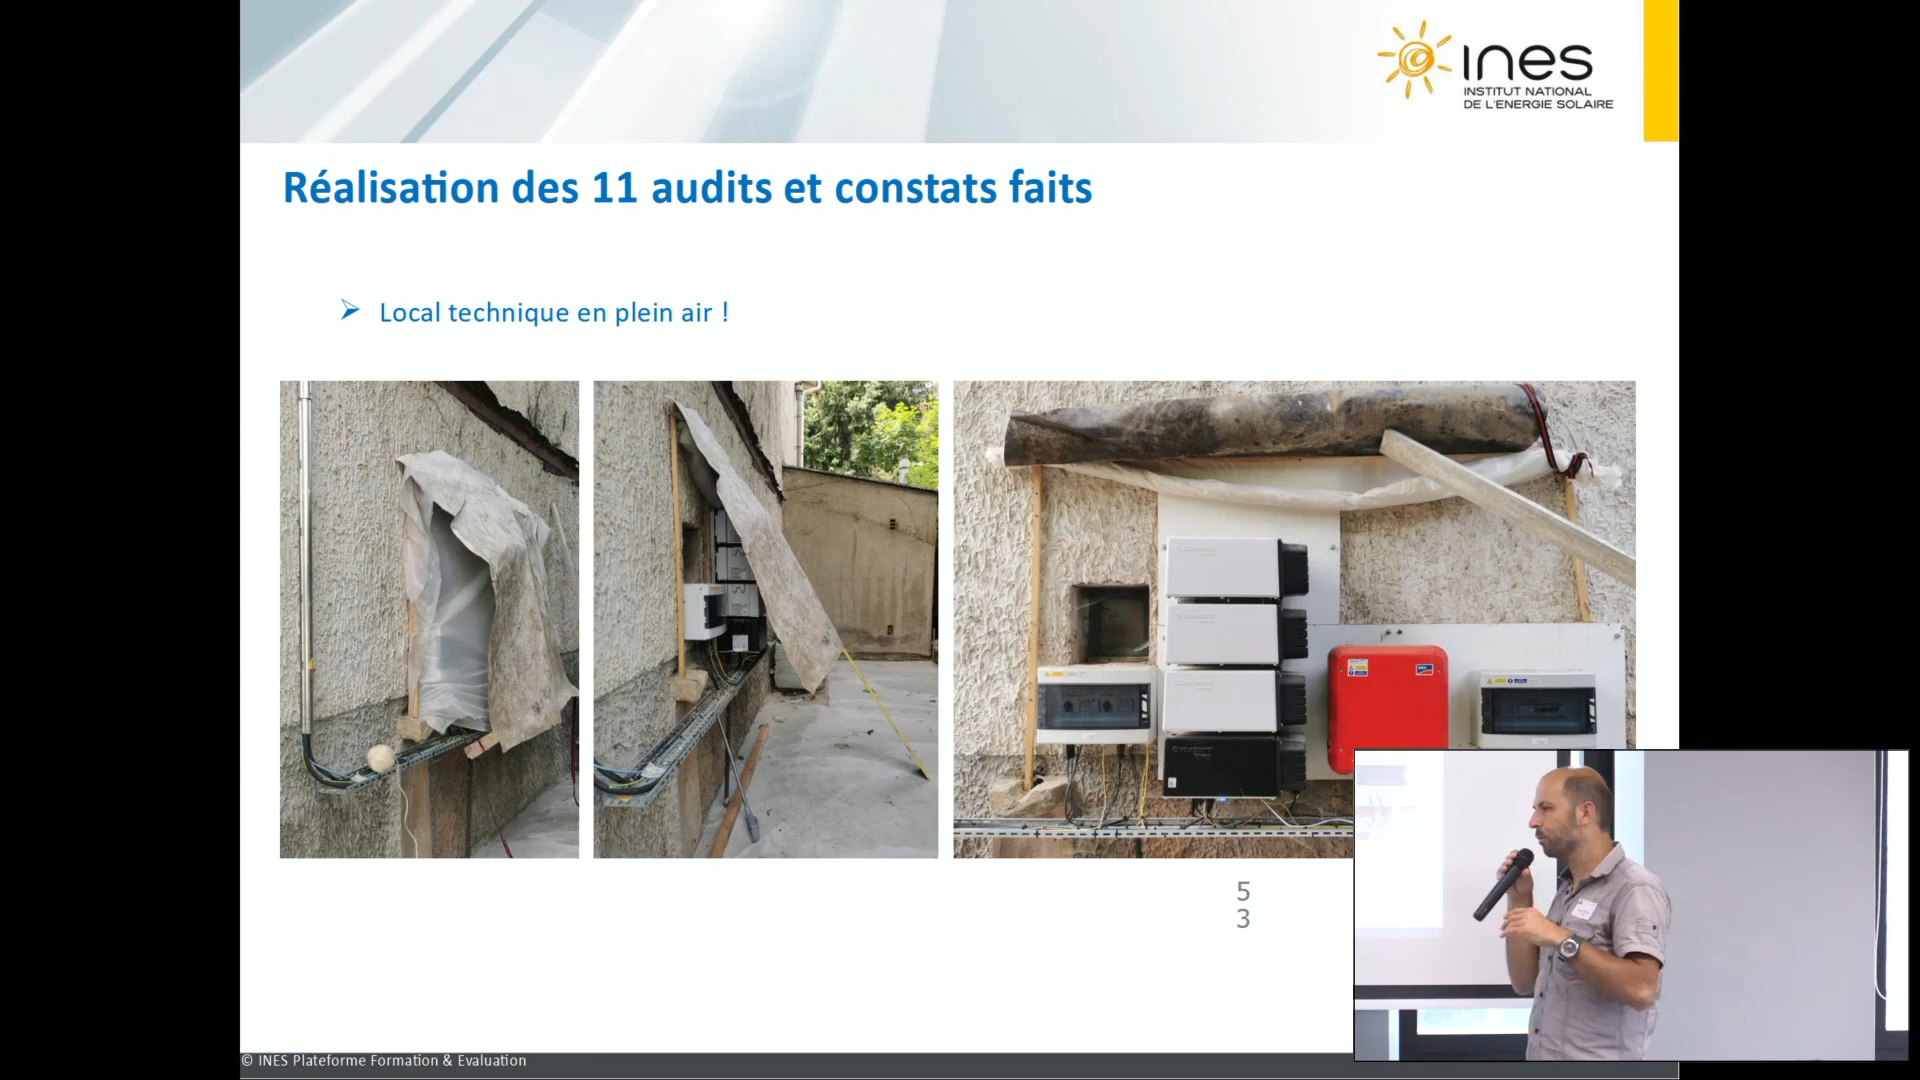 ines
INSTITUT NATIONAL
DE L'ENERGIE SOLAIRE
Réalisation des 11 audits et constats faits
Local technique en plein air !
5
3
© INES Plateforme Formation & Evaluation